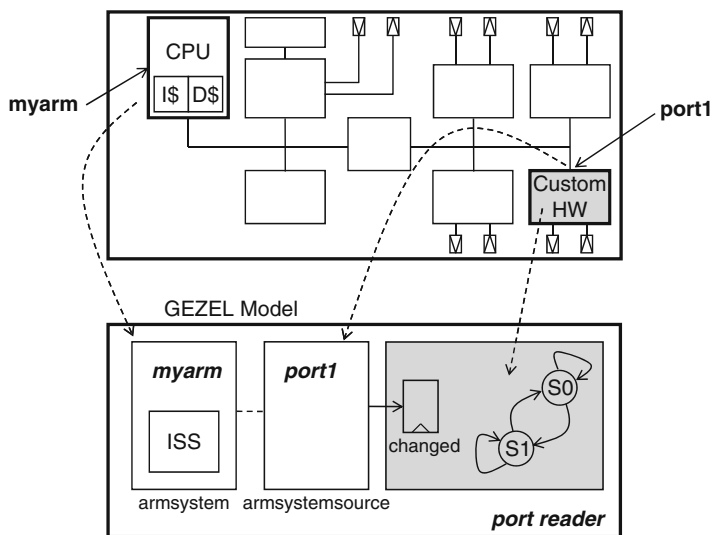 CPU
I$ D$
myarm
port1
Custom
HW
GEZEL Model
myarm
port1
ISS
S0
S1
changed
armsystem
armsystemsource
port reader